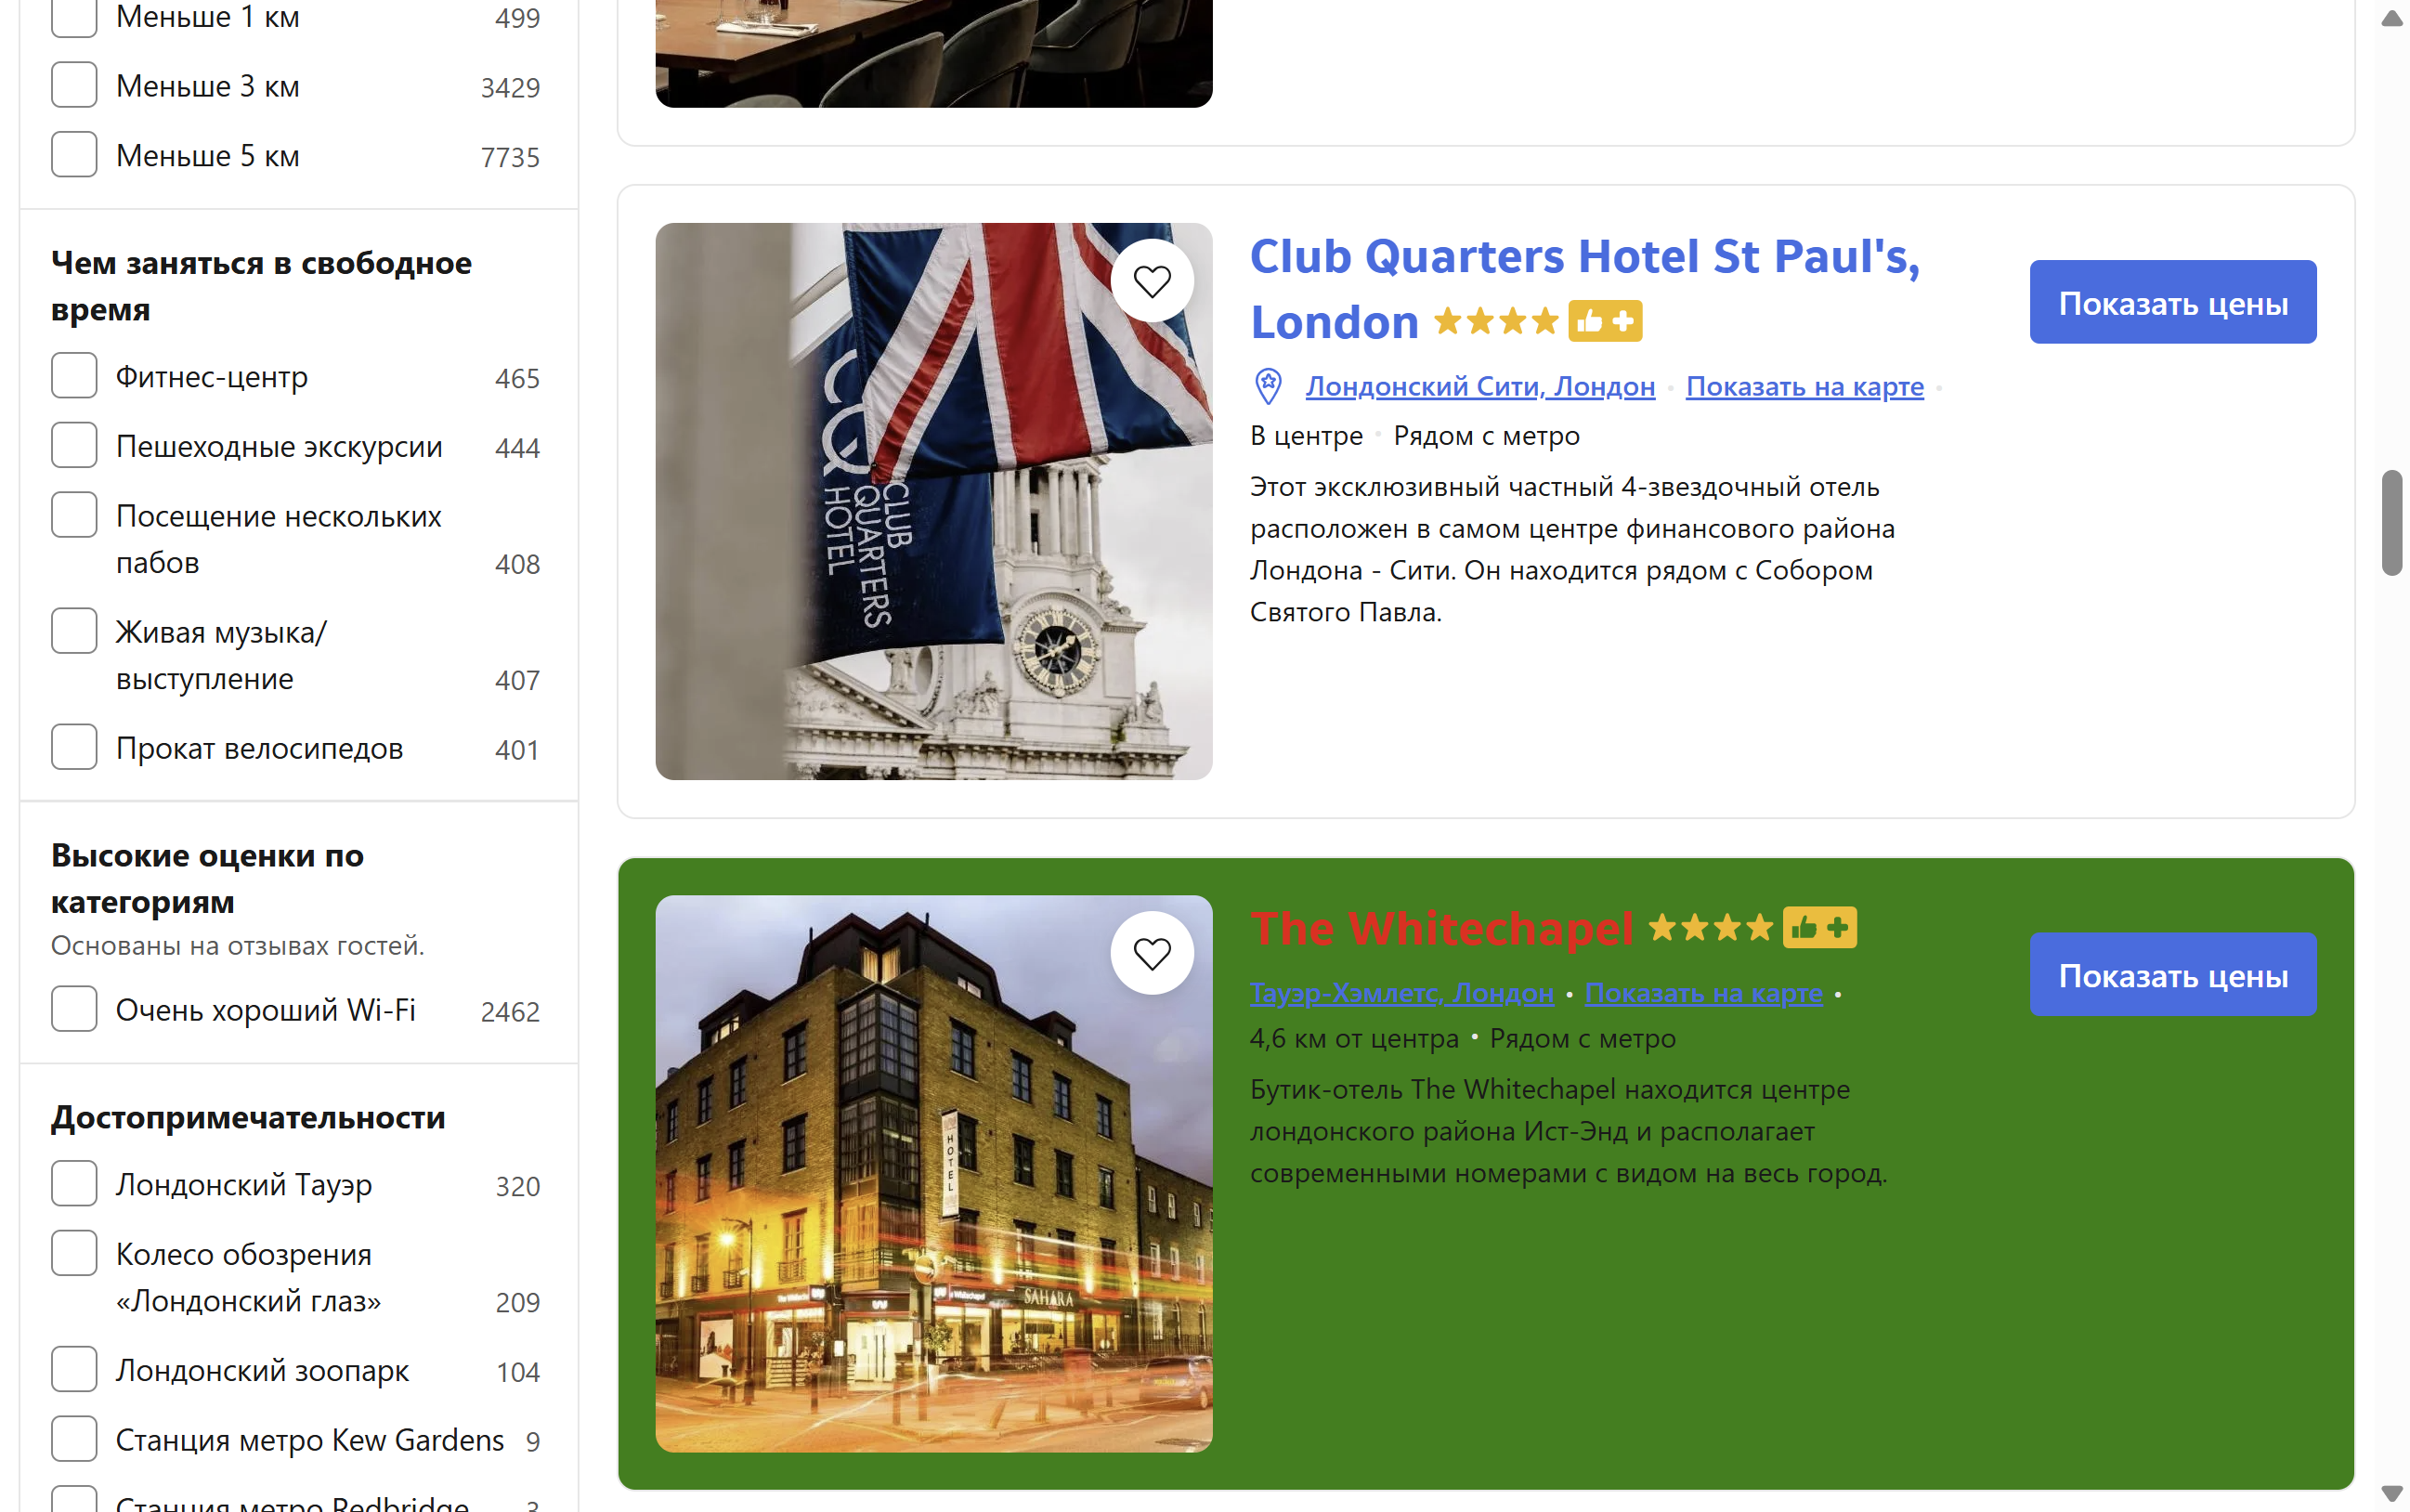 Меньше 1 км 499
Меньше 3 км 3429
Меньше 5 км 7735
Чем заняться в свободное
время
Фитнес-центр 465
Пешеходные экскурсии 444
Посещение нескольких
пабов 408
Живая музыка/
выступление 407
Прокат велосипедов 401
Высокие оценки по
категориям
Основаны на отзывах гостей.
Очень хороший Wi-Fi 2462
Достопримечательности
Лондонский Тауэр 320
Колесо обозрения
«Лондонский глаз» 209
Лондонский зоопарк 104
Станция метро Kew Gardens 9
Станция метро Redbridge 3
CQ
CLUB
QUARTERS
HOTEL
Club Quarters Hotel St Paul's,
London
Лондонский Сити, Лондон • Показать на карте •
В центре • Рядом с метро
Этот эксклюзивный частный 4-звездочный отель
расположен в самом центре финансового района
Лондона - Сити. Он находится рядом с Собором
Святого Павла.
Показать цены
HOTEL
SAHARA
The Whitechapel
Тауэр-Хэмлетс, Лондон • Показать на карте •
4,6 км от центра • Рядом с метро
Бутик-отель The Whitechapel находится центре
лондонского района Ист-Энд и располагает
современными номерами с видом на весь город.
Показать цены